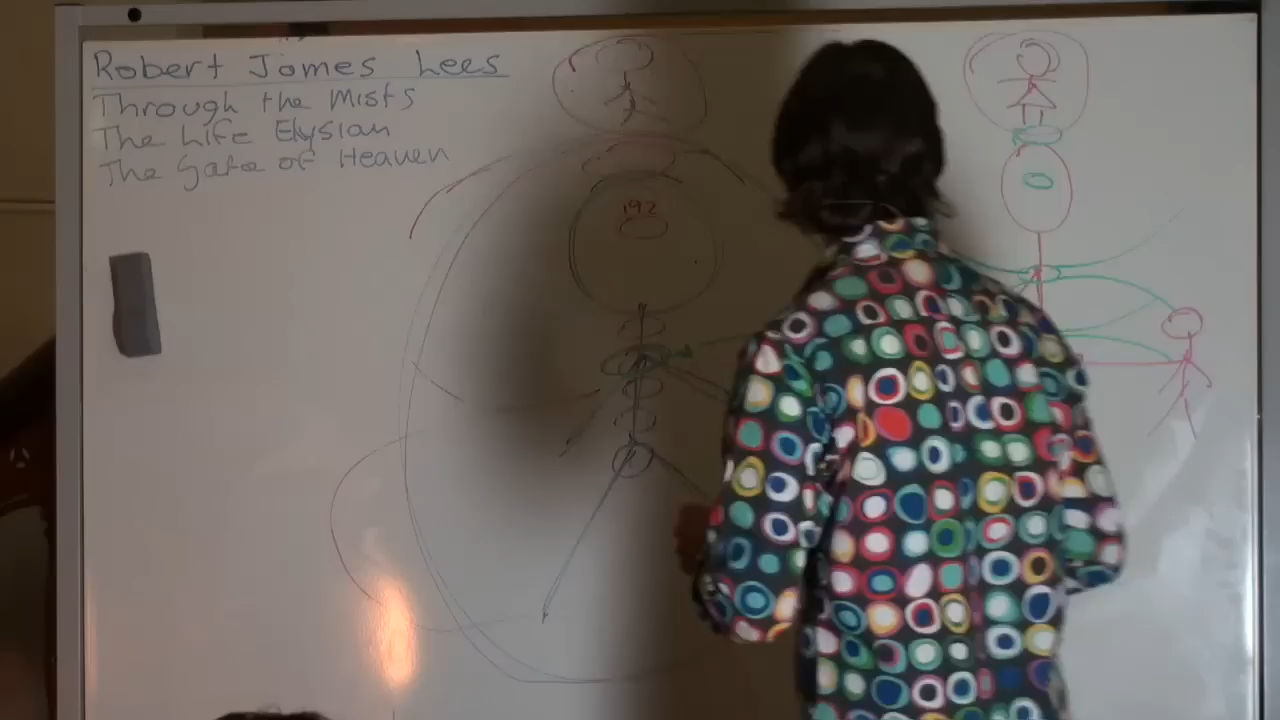 Robert James Lees
Through the Mists
The Life Elysian
The Gate of Heaven
192